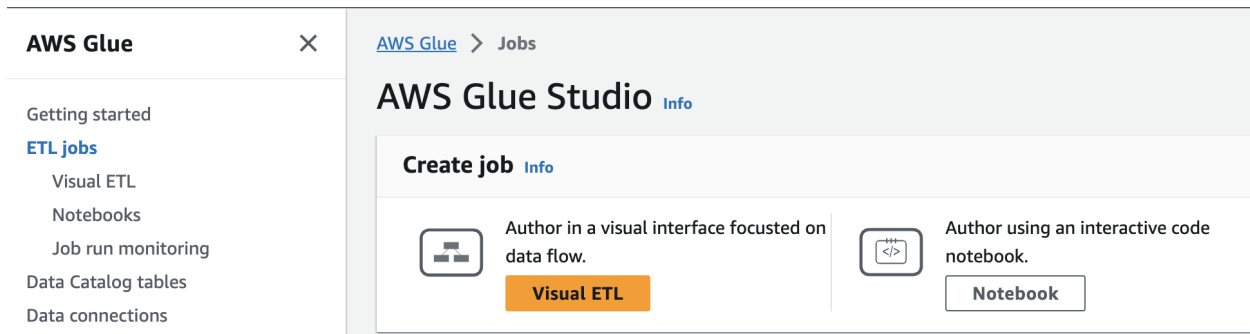 AWS Glue
Getting started
ETL jobs
Visual ETL
Notebooks
Job run monitoring
Data Catalog tables
Data connections
AWS Glue > Jobs
AWS Glue Studio Info
Create job Info
Author in a visual interface focusted on
data flow.
Visual ETL
Author using an interactive code
notebook.
Notebook